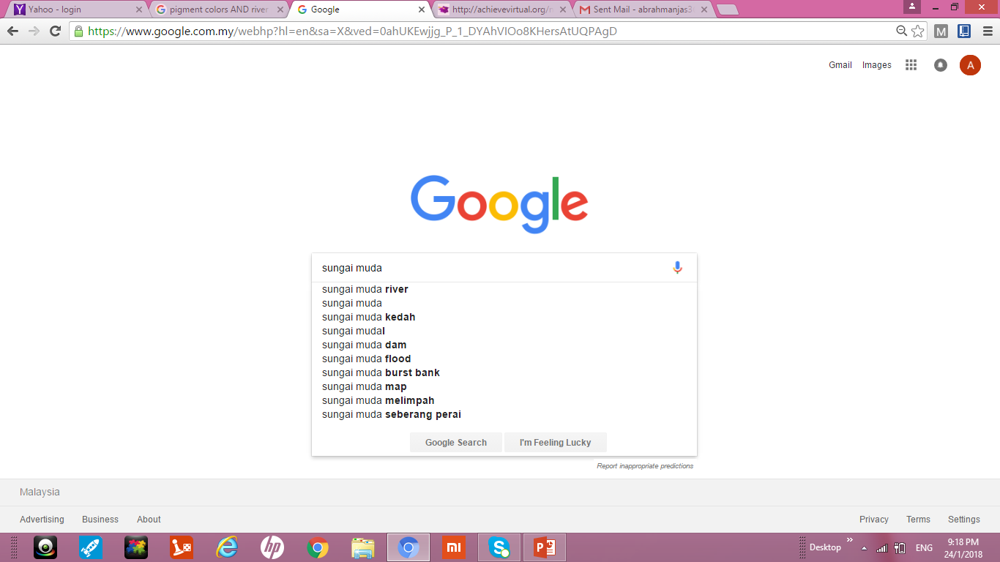 Yahoo - login
pigment colors AND river
Google
http://achievevirtual.org/
Sent Mail - abrahmanjas3
https://www.google.com.my/webhp?hl=en&sa=X&ved=0ahUKEwjjg_P_1_DYAhVIOo8KHersAtUQPAgD
M
Gmail Images
A
Google
sungai muda
sungai muda river
sungai muda
sungai muda kedah
sungai mudal
sungai muda dam
sungai muda flood
sungai muda burst bank
sungai muda map
sungai muda melimpah
sungai muda seberang perai
Google Search
I'm Feeling Lucky
Report inappropriate predictions
Malaysia
Advertising Business About
Privacy Terms Settings
hp
mi
Desktop
ENG
9:18 PM
24/1/2018